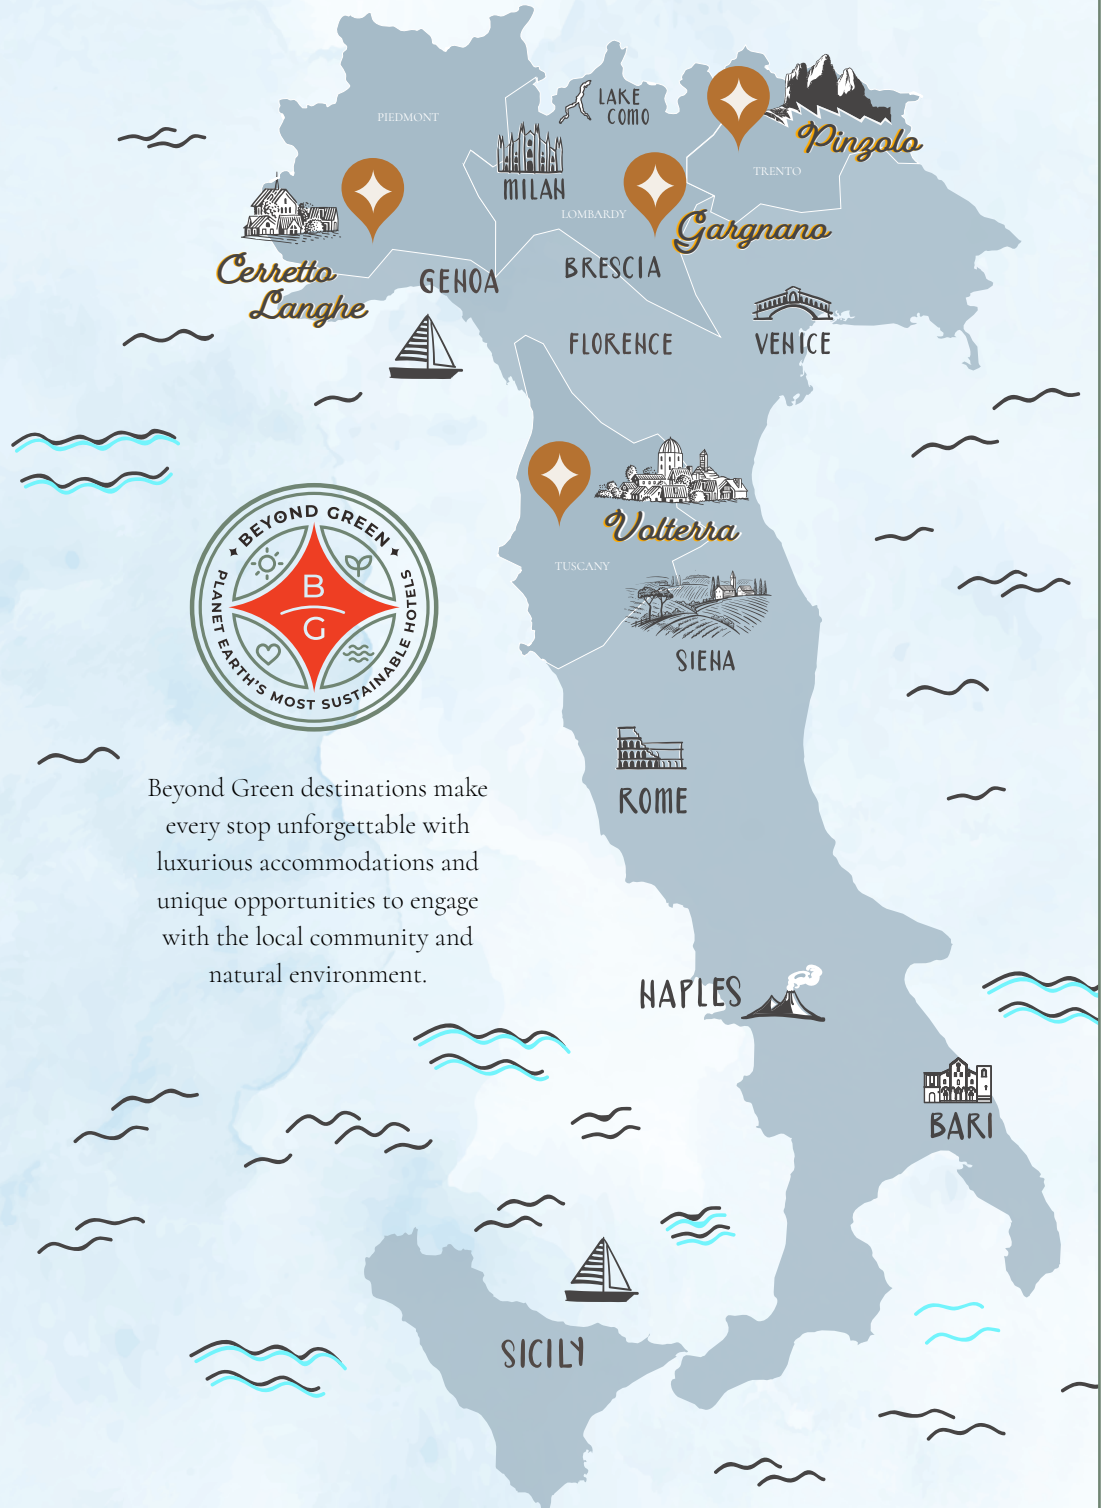 LAKE
COMO
PIEDMONT
Pinzolo
TRENTO
MILAN
LOMBARDY
Gargnano
Cerretto
Langhe
GENOA
BRESCIA
FLORENCE
VENICE
Volterra
BEYOND GREEN
PLANET EARTH'S MOST SUSTAINABLE HOTELS
B
G
TUSCANY
SIENA
ROME
Beyond Green destinations make
every stop unforgettable with
luxurious accommodations and
unique opportunities to engage
with the local community and
natural environment.
NAPLES
BARI
SICILY